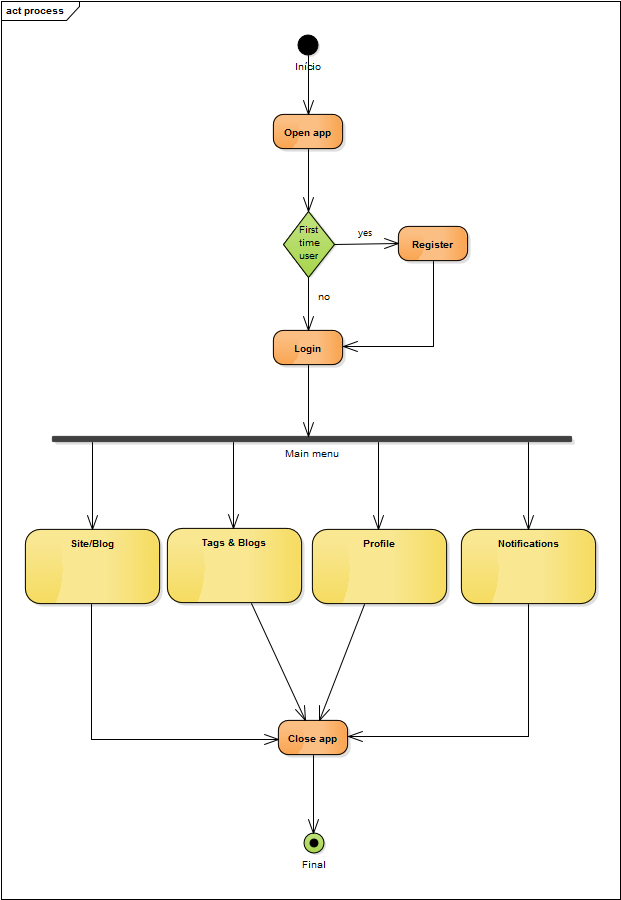 act process
Início
Open app
First
time
user
yes
Register
no
Login
Main menu
Site/Blog
Tags & Blogs
Profile
Notifications
Close app
Final